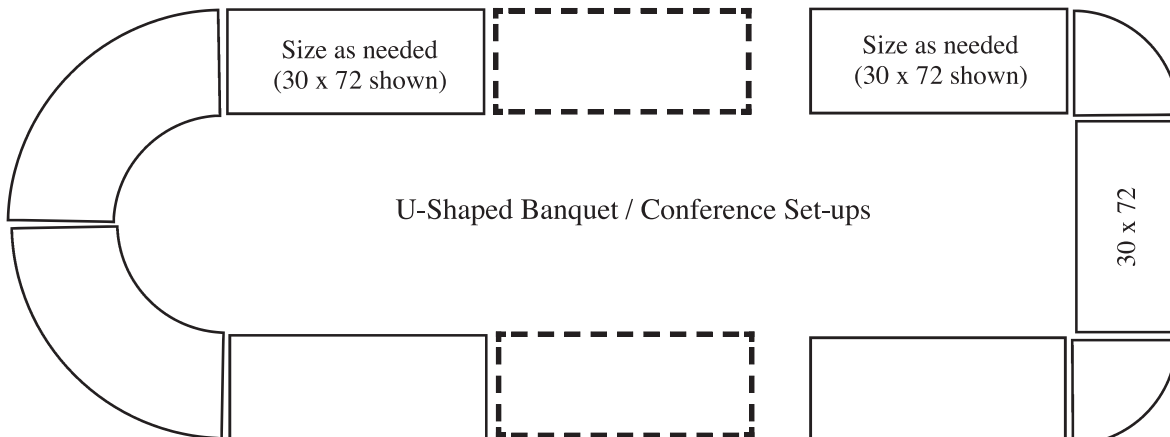 Size as needed
(30 x 72 shown)
Size as needed
(30 x 72 shown)
U-Shaped Banquet / Conference Set-ups
30 x 72